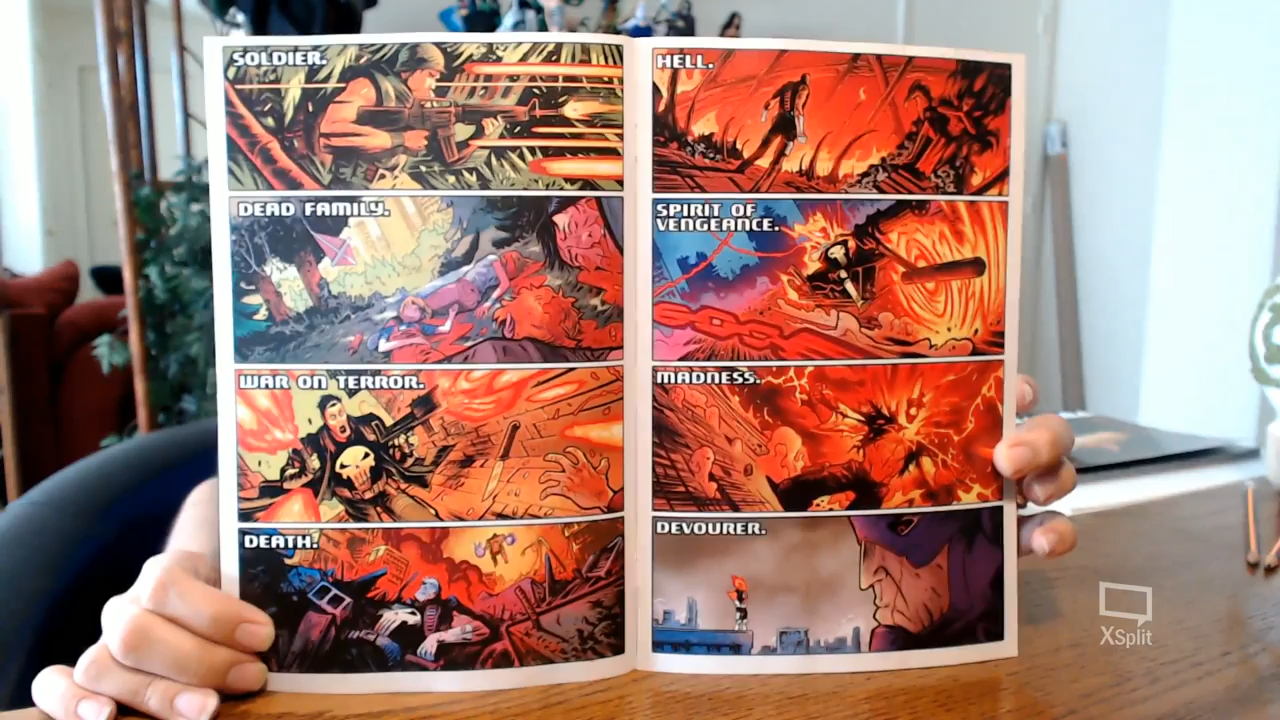 SOLDIER.
DEAD FAMILY.
WAR ON TERROR.
DEATH.
HELL.
SPIRIT OF
VENGEANCE.
MADNESS.
DEVOURER.
XSplit